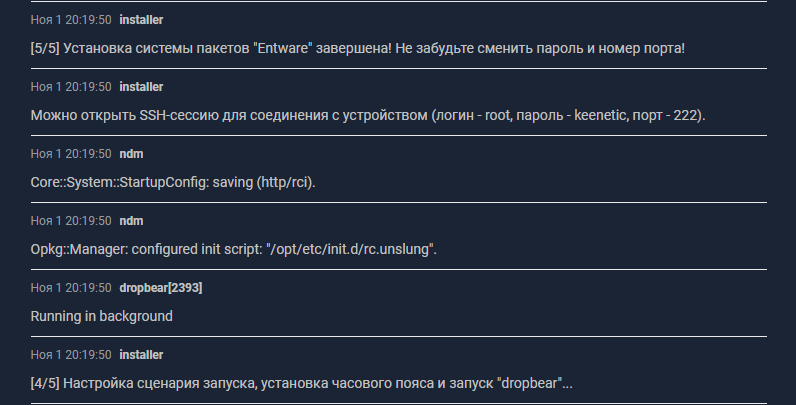 Ноя 1 20:19:50 installer
[5/5] Установка системы пакетов "Entware" завершена! Не забудьте сменить пароль и номер порта!
Ноя 1 20:19:50 installer
Можно открыть SSH-сессию для соединения с устройством (логин - root, пароль - keenetic, порт - 222).
Ноя 1 20:19:50 ndm
Core::System::StartupConfig: saving (http/rci).
Ноя 1 20:19:50 ndm
Opkg::Manager: configured init script: "/opt/etc/init.d/rc.unslung".
Ноя 1 20:19:50 dropbear[2393]
Running in background
Ноя 1 20:19:50 installer
[4/5] Настройка сценария запуска, установка часового пояса и запуск "dropbear"...